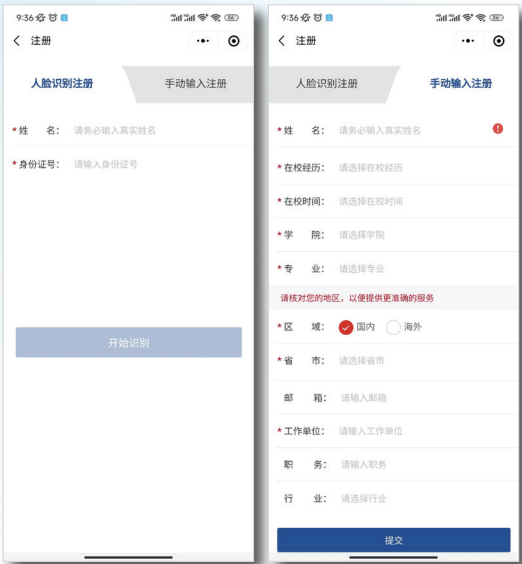 9:36
86
注册
人脸识别注册
手动输入注册
*姓 名： 请务必输入真实姓名
*身份证号： 请输入身份证号
开始识别
9:36
86
注册
人脸识别注册
手动输入注册
*姓 名： 请务必输入真实姓名
*在校经历： 请选择在校经历
*在校时间： 请选择在校时间
*学 院： 请选择学院
*专 业： 请选择专业
请核对您的地区，以便提供更准确的服务
*区 域： 国内 海外
*省 市： 请选择省市
邮 箱： 请输入邮箱
*工作单位： 请输入工作单位
职 务： 请输入职务
行 业： 请选择行业
提交